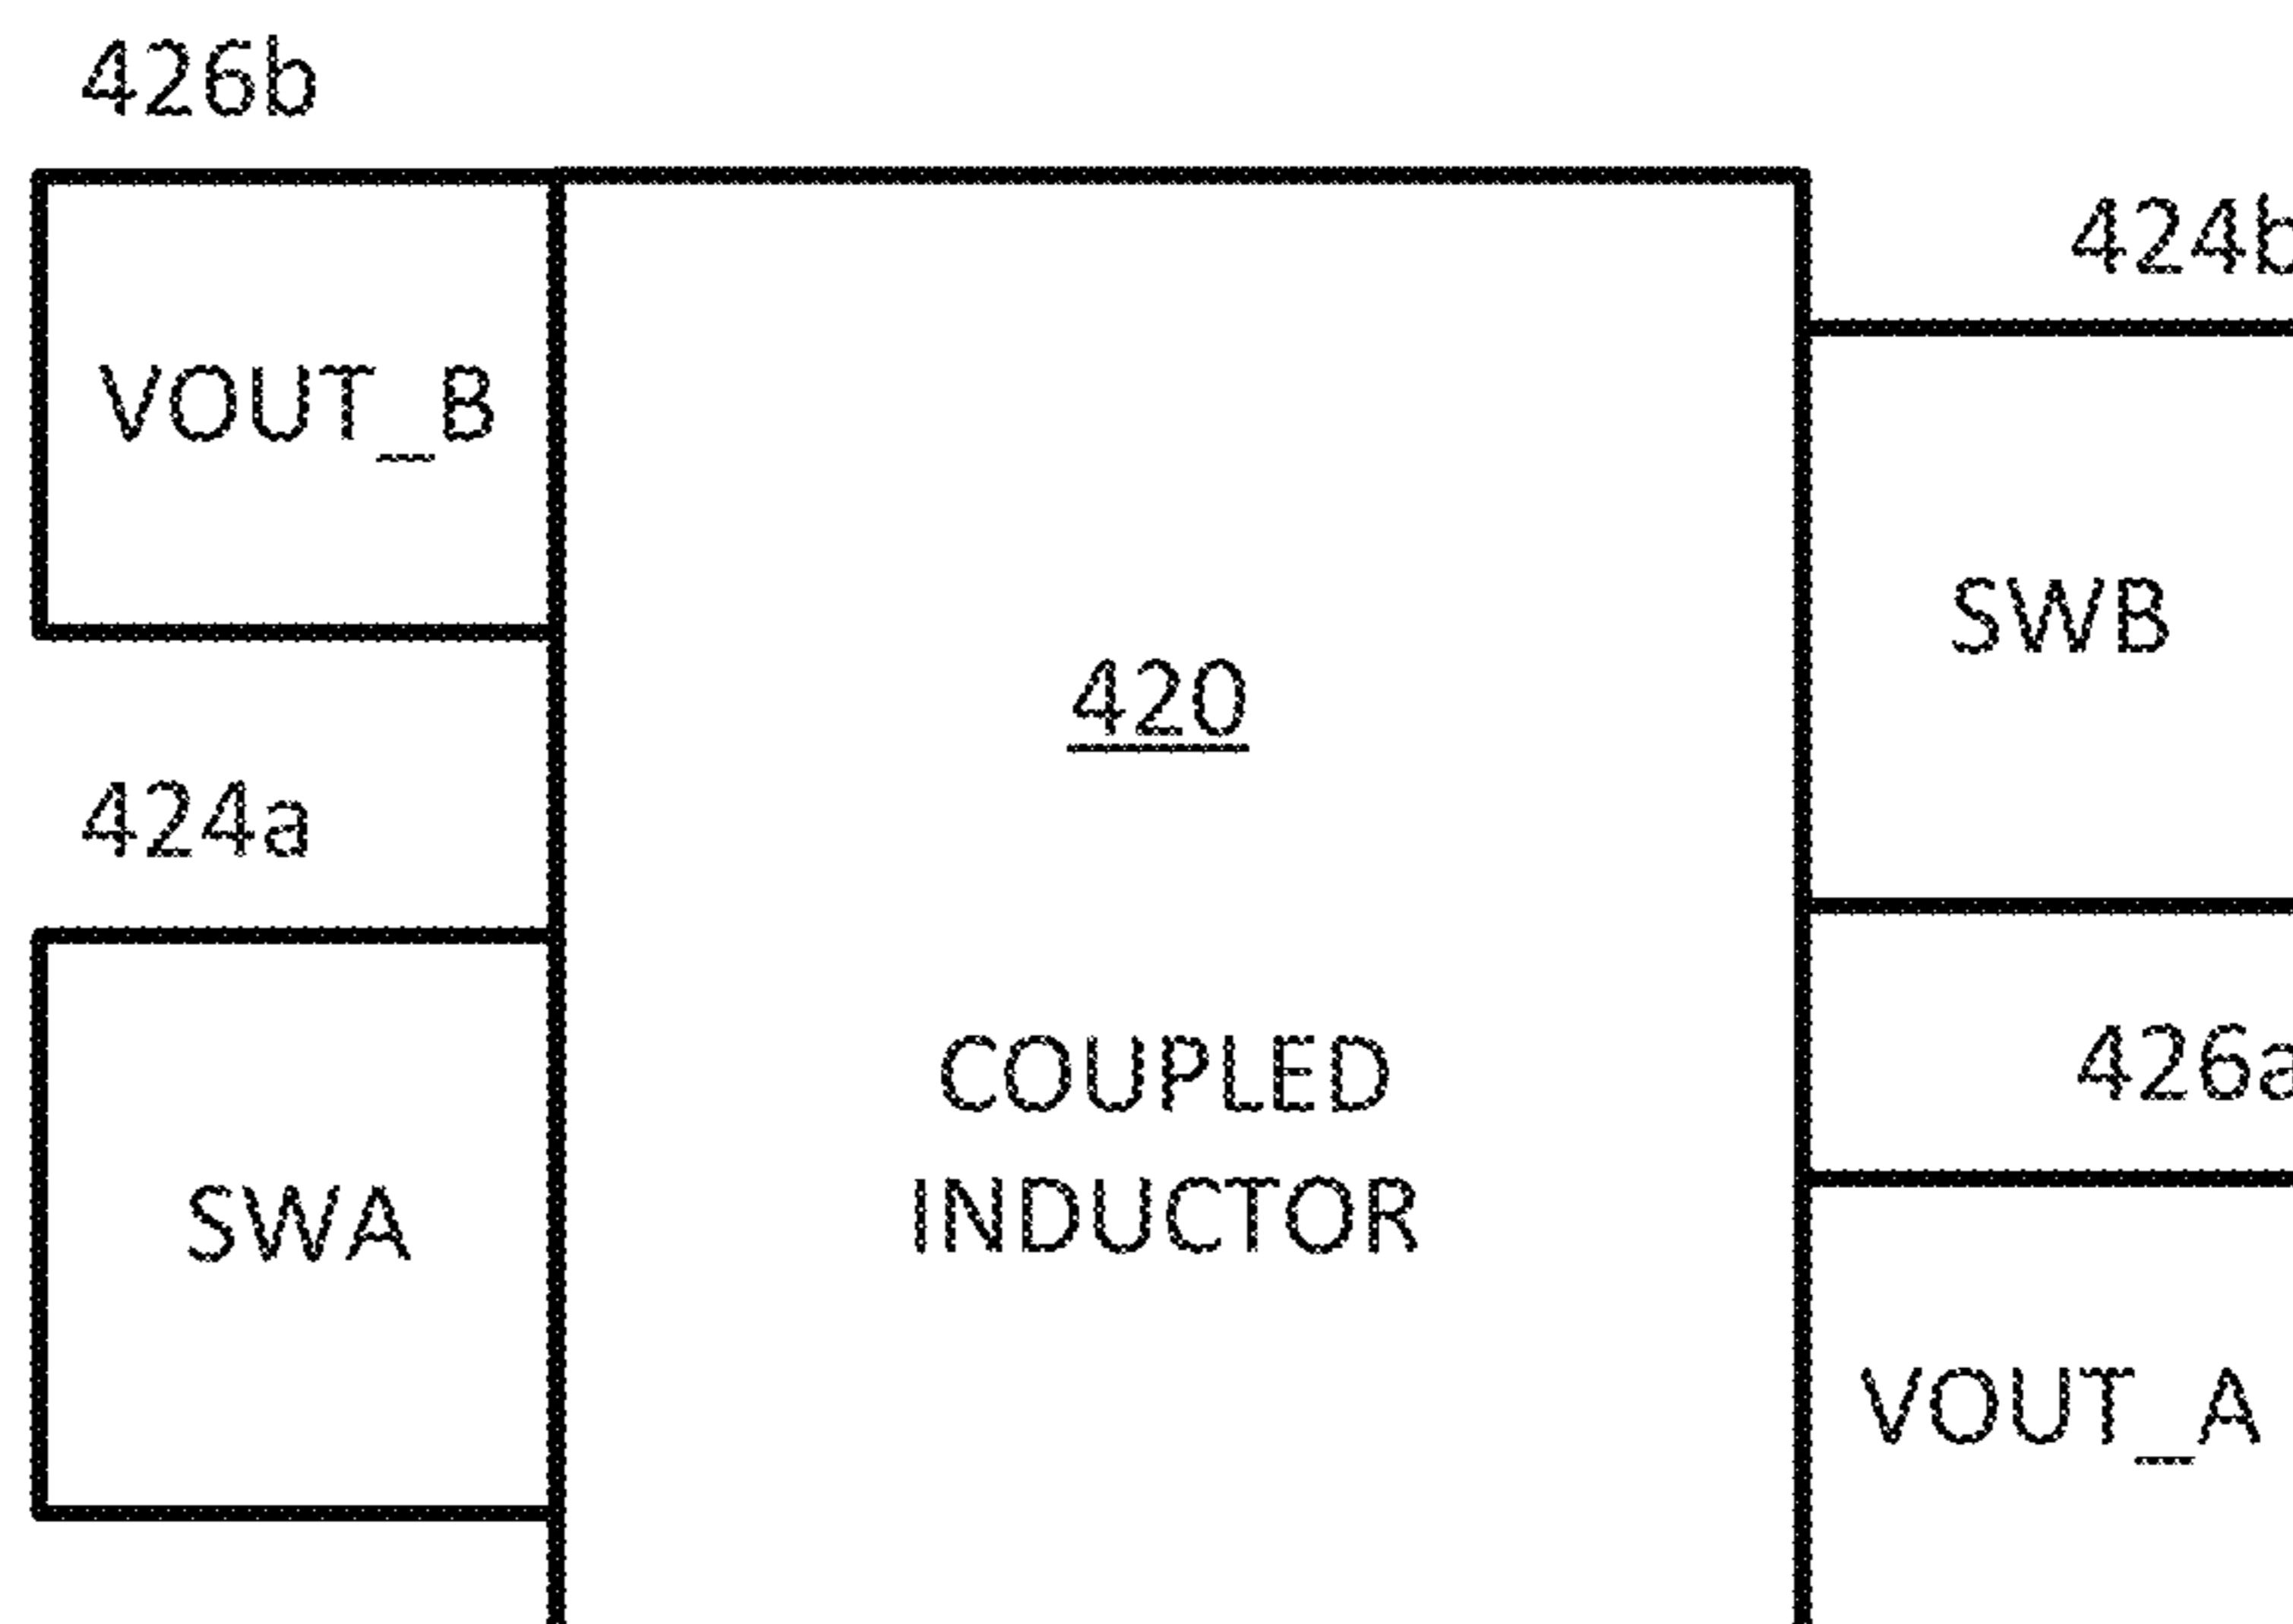 426b
424b
VOUT_B
SWB
420
424a
426a
COUPLED
INDUCTOR
SWA
VOUT_A